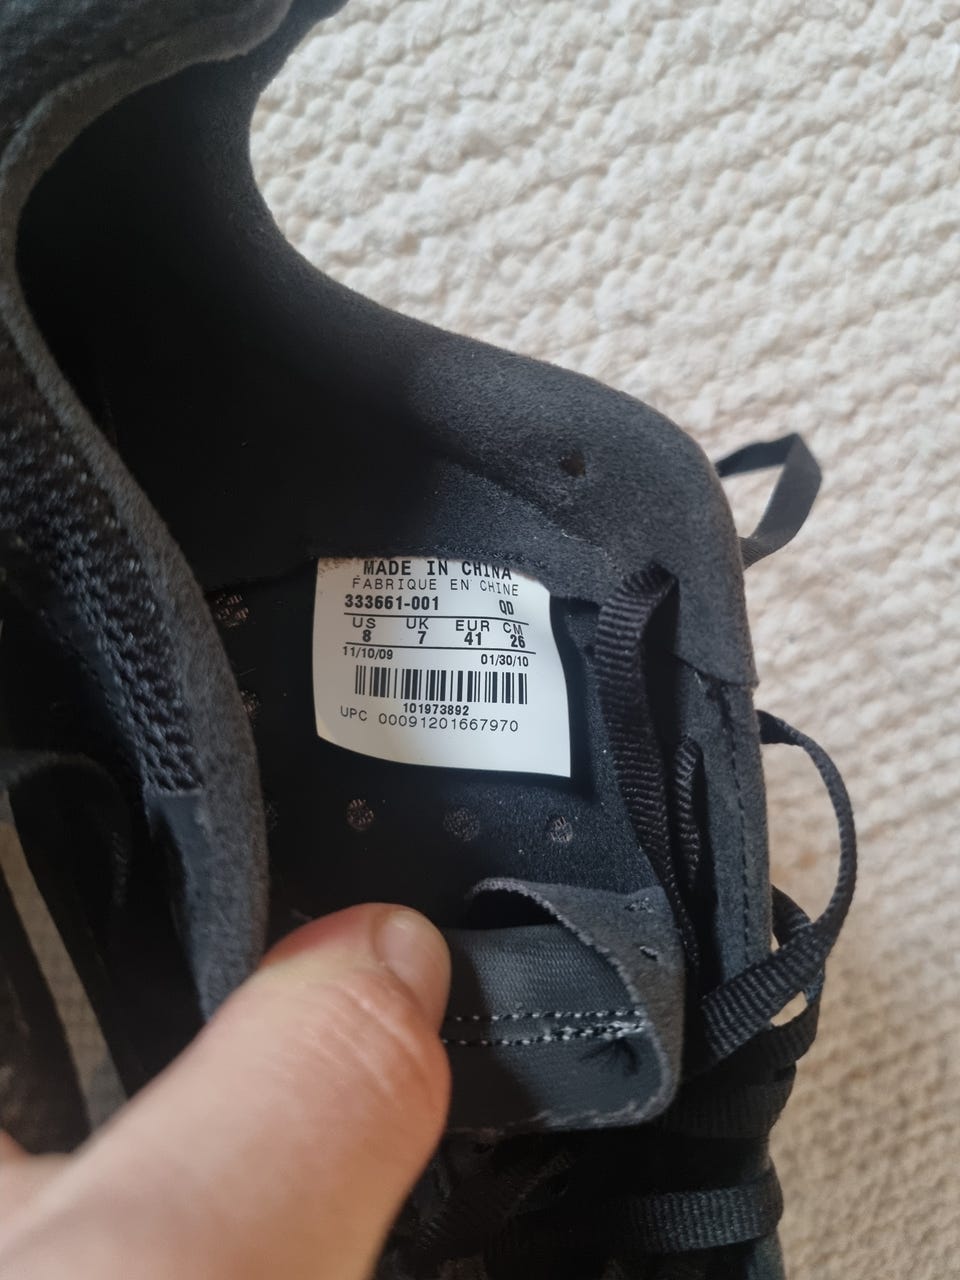 MADE IN CHINA
FABRIQUE EN CHINE
333661-001 QD
US UK EUR CM
8 7 41 26
11/10/09 01/30/10
101973892
UPC 00091201667970